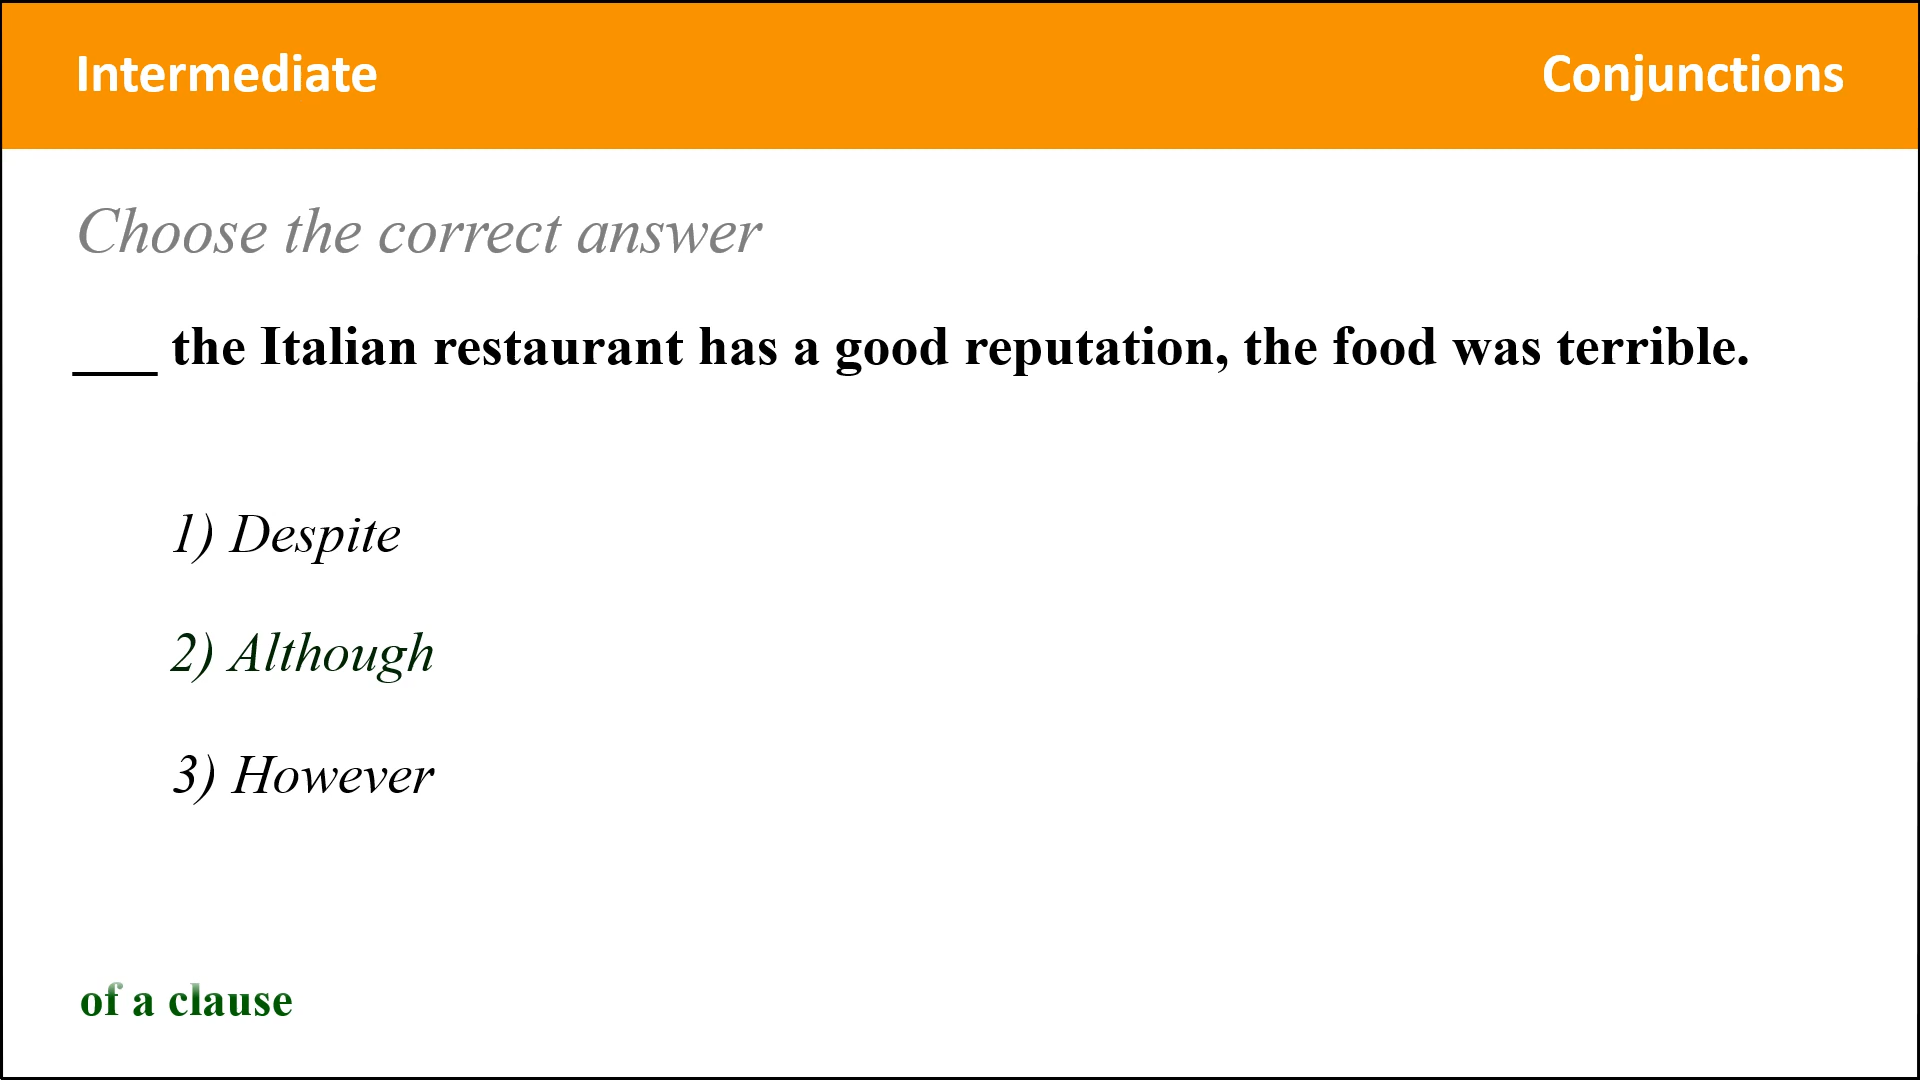 Intermediate
Conjunctions
Choose the correct answer
___ the Italian restaurant has a good reputation, the food was terrible.
1) Despite
2) Although
3) However
of a clause